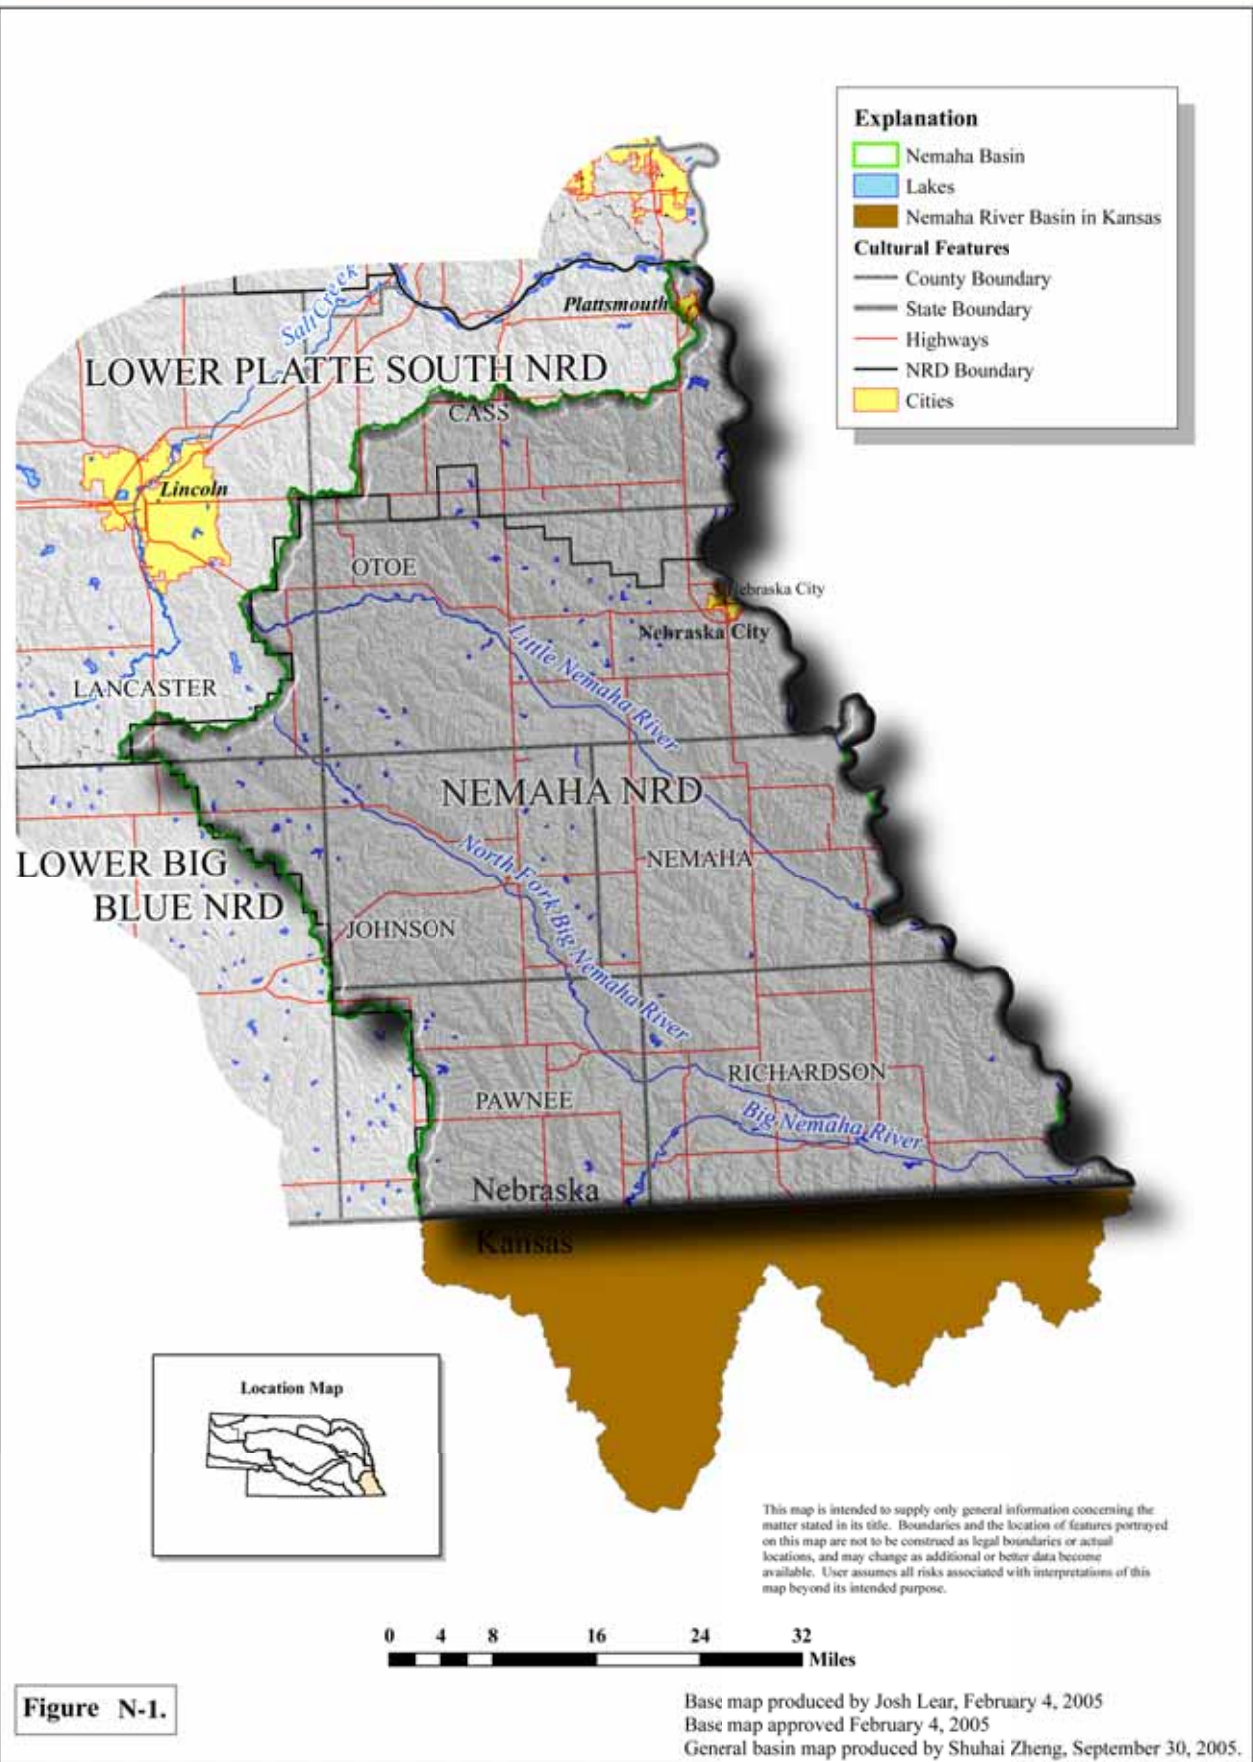 Explanation
Nemaha Basin
Lakes
Nemaha River Basin in Kansas
Cultural Features
County Boundary
State Boundary
Highways
NRD Boundary
Cities
Salt Creek
Plattsmouth
LOWER PLATTE SOUTH NRD
CASS
Lincoln
OTOE
Nebraska City
Nebraska City
Little Nemaha River
LANCASTER
NEMAHA NRD
LOWER BIG
BLUE NRD
North Fork Big Nemaha River
NEMAHA
JOHNSON
RICHARDSON
PAWNEE
Big Nemaha River
Nebraska
Kansas
Location Map
This map is intended to supply only general information concerning the
matter stated in its title. Boundaries and the location of features portrayed
on this map are not to be construed as legal boundaries or actual
locations, and may change as additional or better data become
available. User assumes all risks associated with interpretations of this
map beyond its intended purpose.
0 4 8 16 24 32
Miles
Figure N-1.
Base map produced by Josh Lear, February 4, 2005
Base map approved February 4, 2005
General basin map produced by Shuhai Zheng, September 30, 2005.